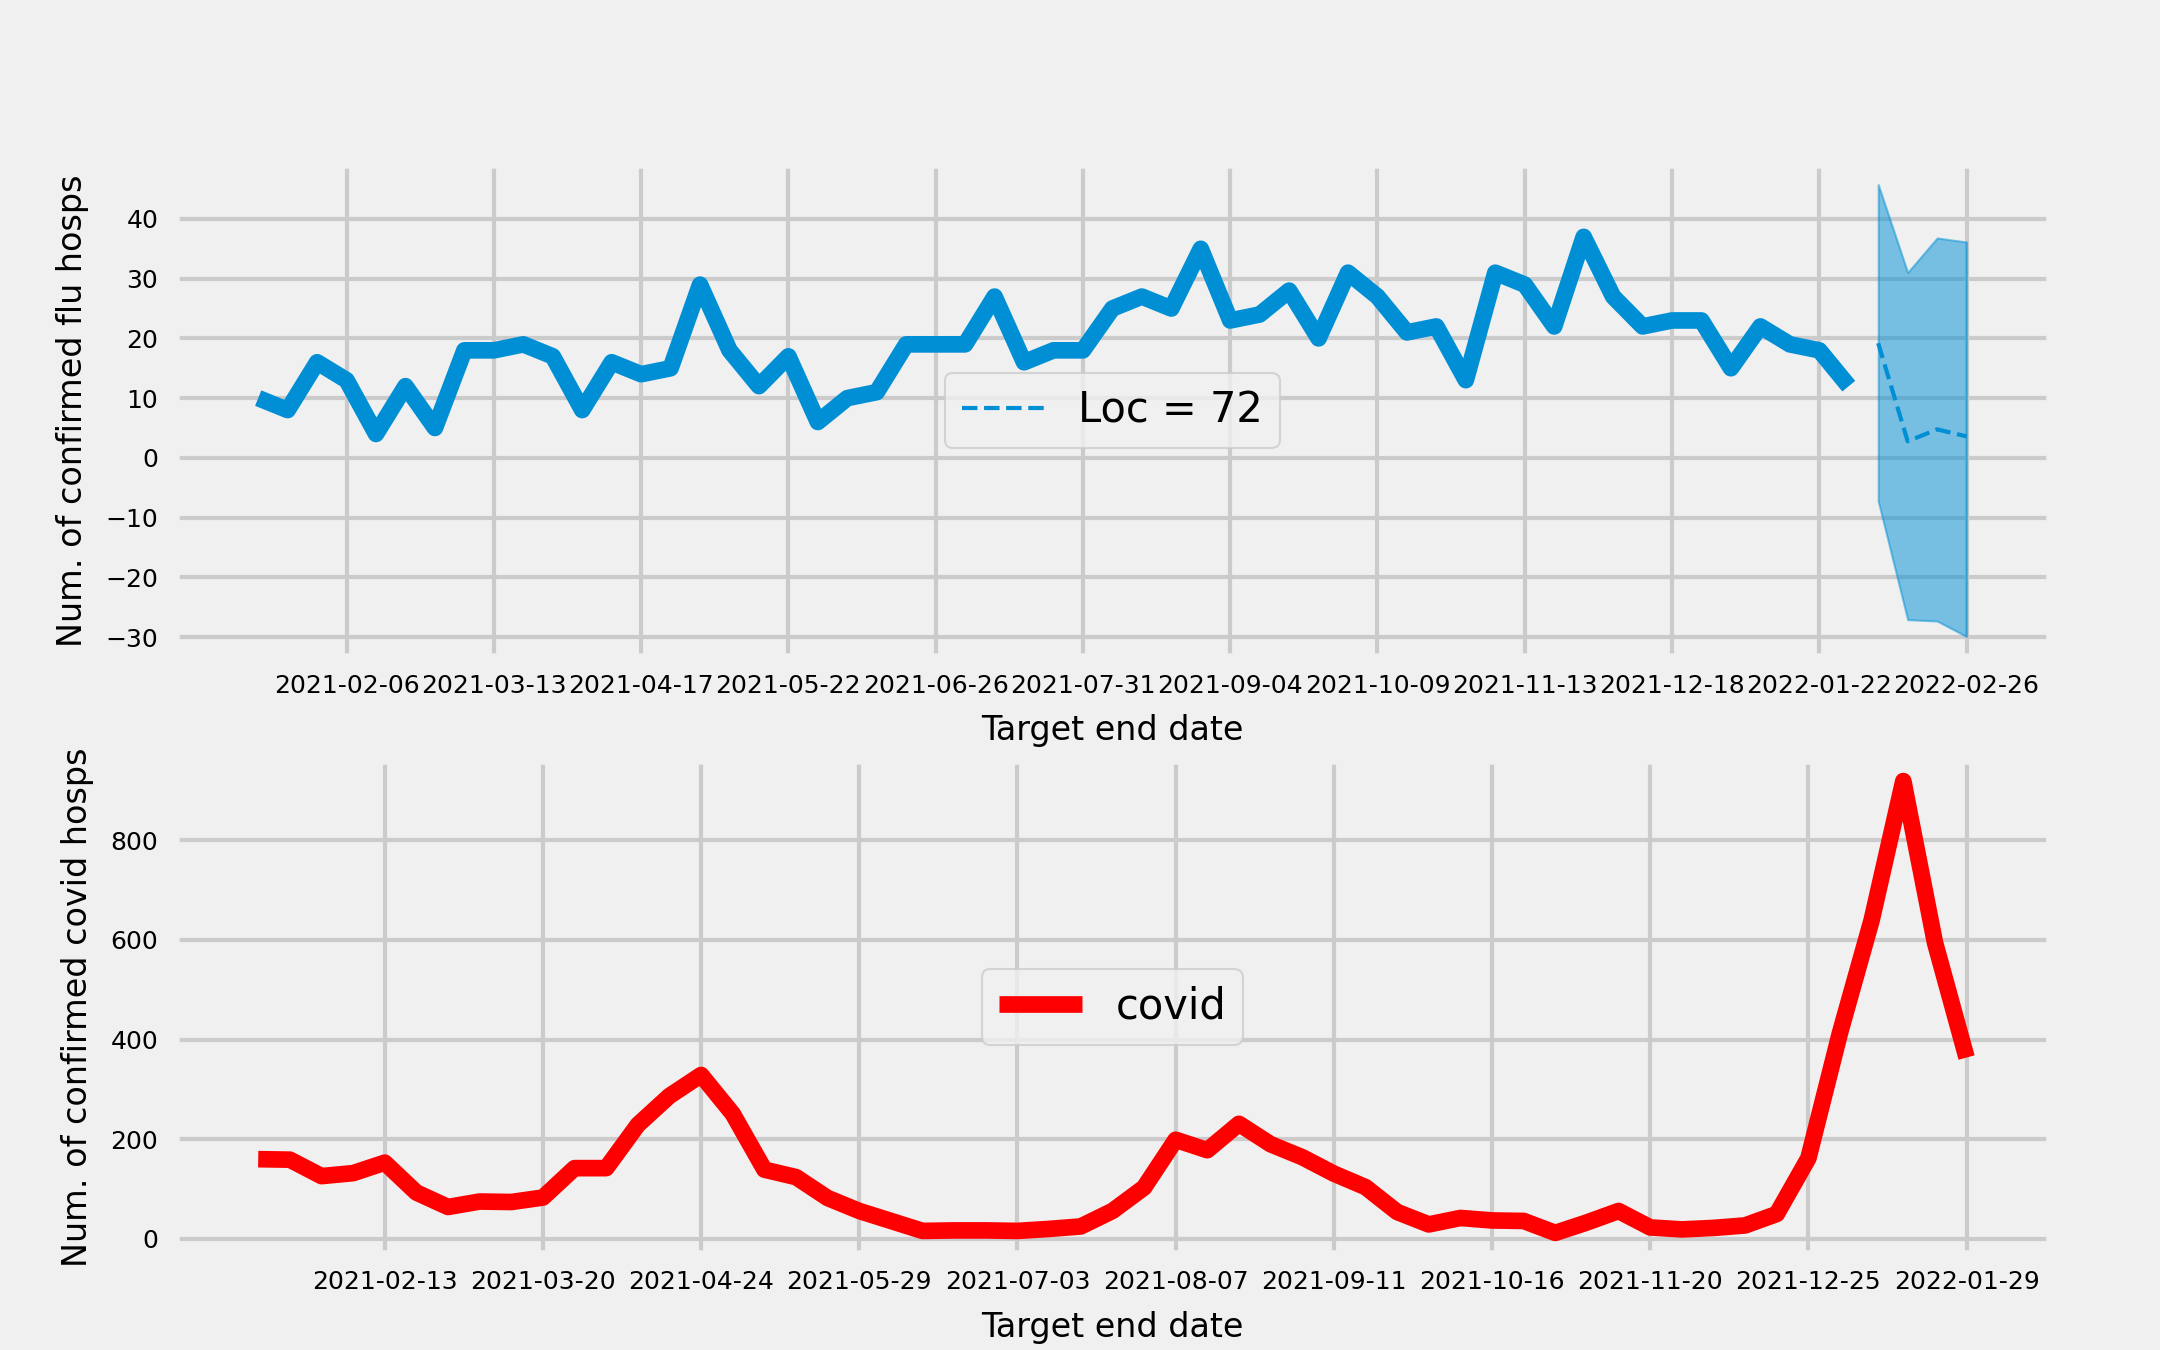 Num. of confirmed flu hosps
40
30
20
10
0
−10
−20
−30
Loc = 72
2021-02-06 2021-03-13 2021-04-17 2021-05-22 2021-06-26 2021-07-31 2021-09-04 2021-10-09 2021-11-13 2021-12-18 2022-01-22 2022-02-26
Target end date
Num. of confirmed covid hosps
800
600
400
200
0
covid
2021-02-13 2021-03-20 2021-04-24 2021-05-29 2021-07-03 2021-08-07 2021-09-11 2021-10-16 2021-11-20 2021-12-25 2022-01-29
Target end date